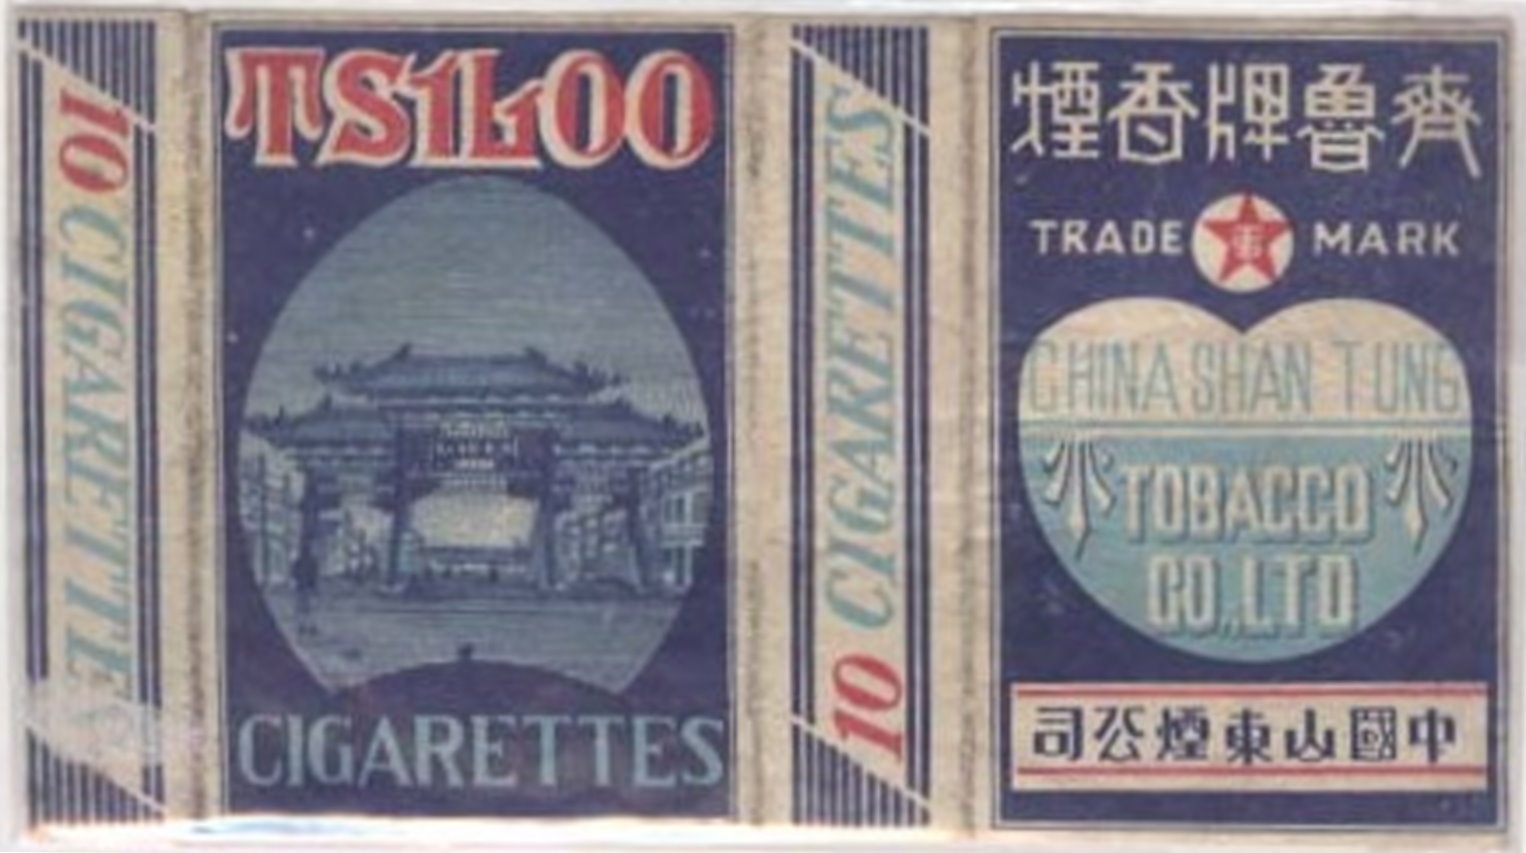 10 CIGARETTE
TSILOO
CIGARETTES
10 CIGARETTES
煙香牌魯齊
TRADE MARK
CHINA SHAN TUNG
TOBACCO
CO., LTD
司公煙東山國中